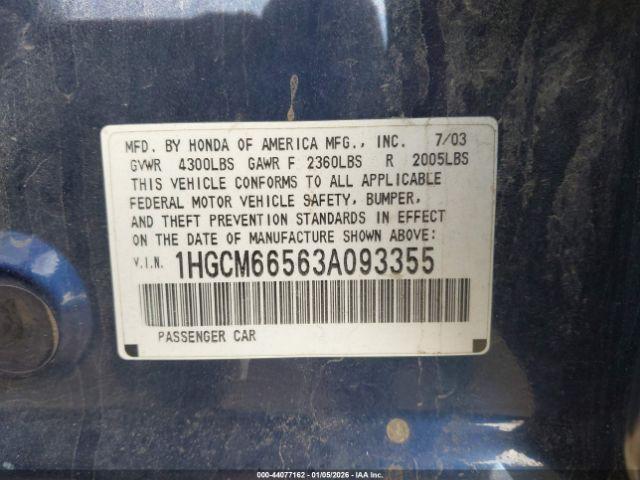 MFD. BY HONDA OF AMERICA MFG., INC. 7/03
GVWR 4300LBS GAWR F 2360LBS R 2005LBS
THIS VEHICLE CONFORMS TO ALL APPLICABLE
FEDERAL MOTOR VEHICLE SAFETY, BUMPER,
AND THEFT PREVENTION STANDARDS IN EFFECT
ON THE DATE OF MANUFACTURE SHOWN ABOVE:
V.I.N. 1HGCM66563A093355
PASSENGER CAR
000-44077162 - 01/05/2026 - IAA Inc.